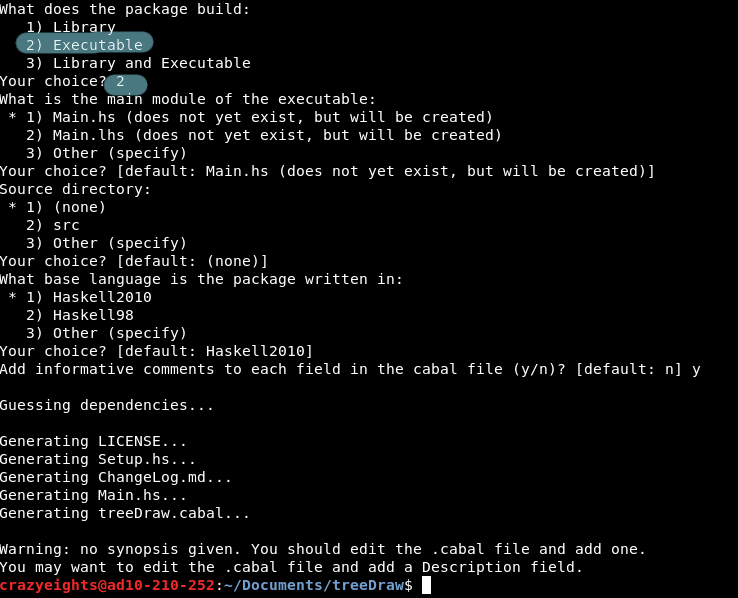 What does the package build:
   1) Library
   2) Executable
   3) Library and Executable
Your choice? 2
What is the main module of the executable:
 * 1) Main.hs (does not yet exist, but will be created)
   2) Main.lhs (does not yet exist, but will be created)
   3) Other (specify)
Your choice? [default: Main.hs (does not yet exist, but will be created)]
Source directory:
 * 1) (none)
   2) src
   3) Other (specify)
Your choice? [default: (none)]
What base language is the package written in:
 * 1) Haskell2010
   2) Haskell98
   3) Other (specify)
Your choice? [default: Haskell2010]
Add informative comments to each field in the cabal file (y/n)? [default: n] y
Guessing dependencies...
Generating LICENSE...
Generating Setup.hs...
Generating ChangeLog.md...
Generating Main.hs...
Generating treeDraw.cabal...
Warning: no synopsis given. You should edit the .cabal file and add one.
You may want to edit the .cabal file and add a Description field.
crazyeights@ad10-210-252:~/Documents/treeDraw$